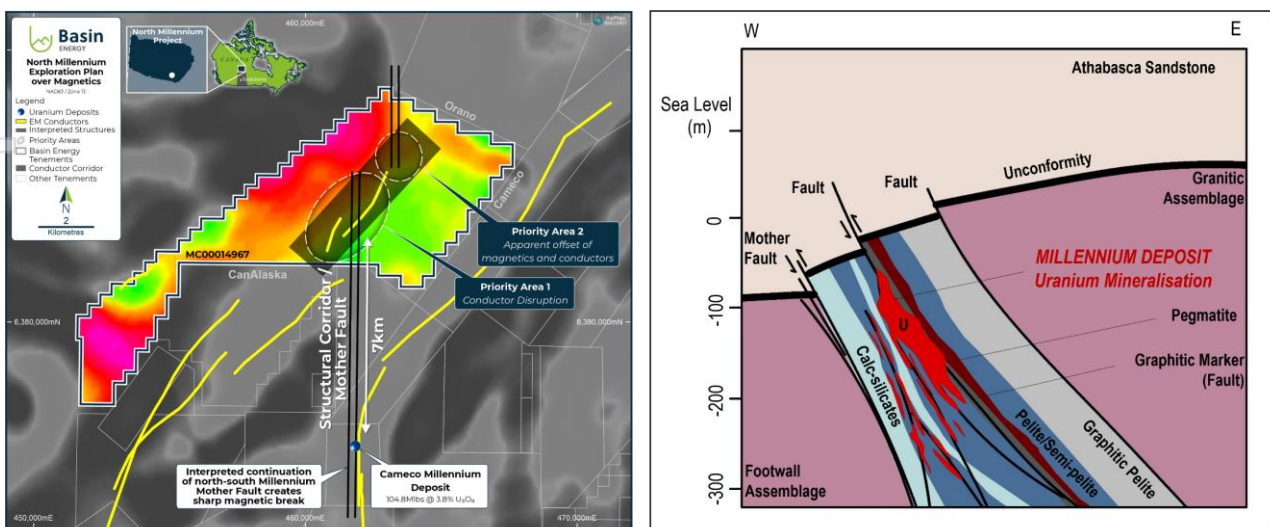 Basin
ENERGY
North Millennium
Exploration Plan
over Magnetics
NAD83 / Zone 13
Legend
Uranium Deposits
EM Conductors
Interpreted Structures
Priority Areas
Basin Energy
Tenements
Conductor Corridor
Other Tenements
N
2
Kilometres
North Millennium
Project
CANADA
460,000mE
Orano
Cameco
Priority Area 2
Apparent offset of
magnetics and conductors
Priority Area 1
Conductor Disruption
MC00014967
CanAlaska
6,380,000mN
6,380,000mN
Structural Corridor /
Mother Fault
7km
Interpreted continuation
of north-south Millennium
Mother Fault creates
sharp magnetic break
Cameco Millennium
Deposit
104.8Mlbs @ 3.8% U₃O₈
450,000mE
460,000mE
470,000mE
W
E
Athabasca Sandstone
Sea Level
(m)
Unconformity
Fault
Fault
Granitic
Assemblage
0
Mother
Fault
MILLENNIUM DEPOSIT
Uranium Mineralisation
-100
U
Pegmatite
Graphitic Marker
(Fault)
Calc-silicates
-200
Pelite/Semi-pelite
Graphitic Pelite
Footwall
Assemblage
-300